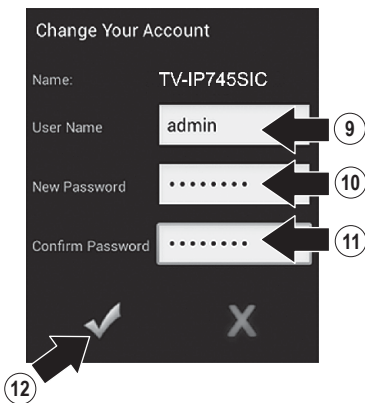 Change Your Account
Name: TV-IP745SIC
User Name admin 9
New Password •••••••• 10
Confirm Password •••••••• 11
X
12